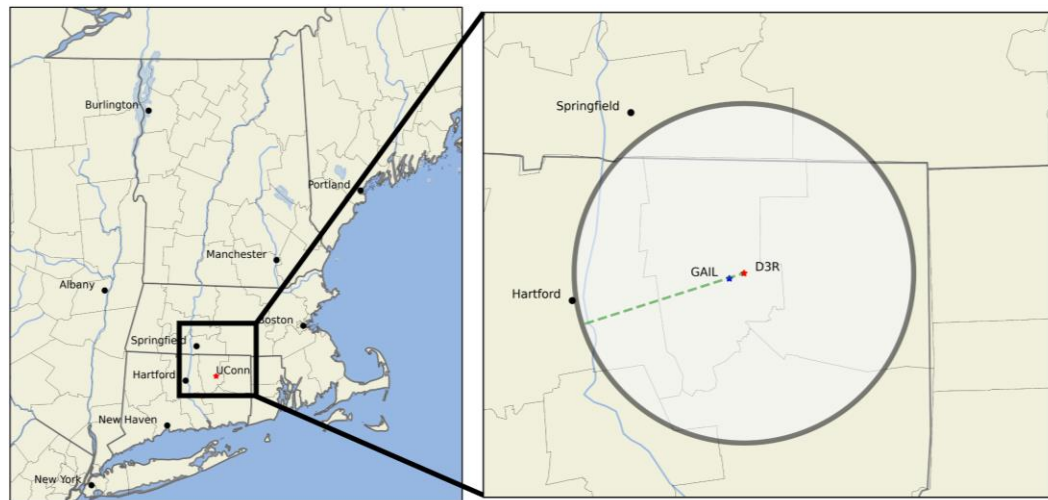 Burlington
Portland
Manchester
Albany
Boston
Springfield
Hartford
UConn
New Haven
New York
Springfield
GAIL
D3R
Hartford